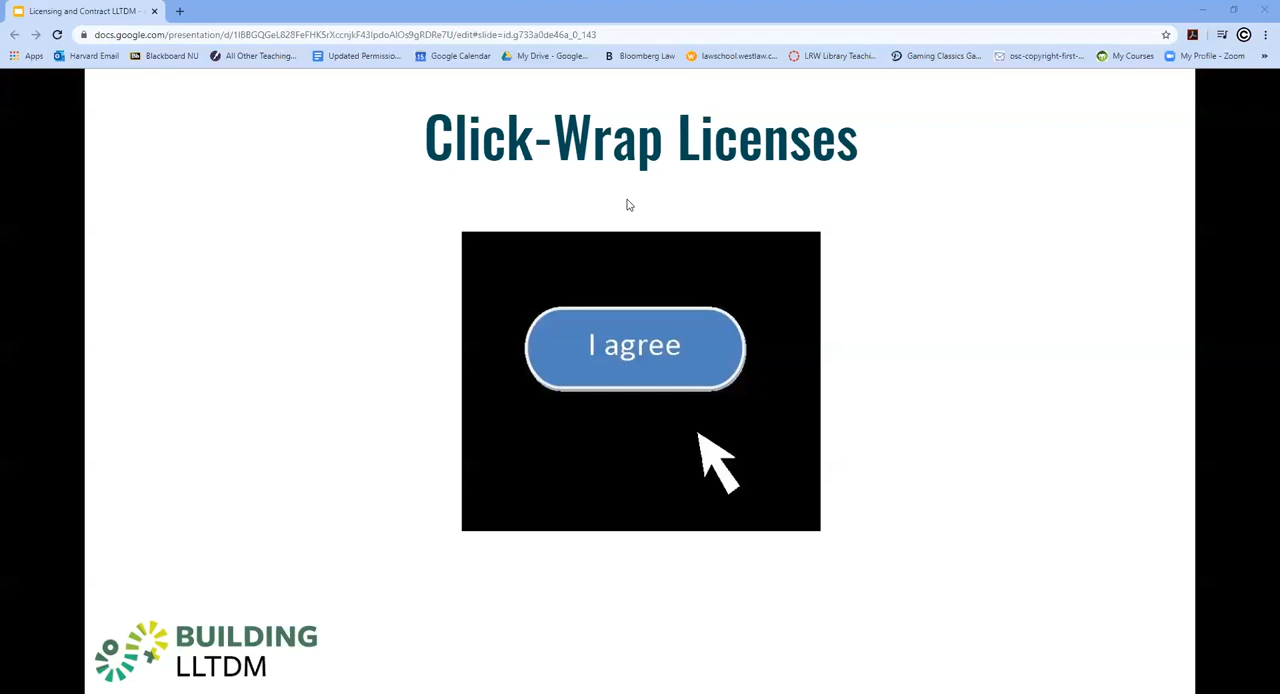 Licensing and Contract LLTDM -
docs.google.com/presentation/d/1IBBGQGeL828FeFHK5rXccnjkF43lpdoAlOs9gRDRe7U/edit#slide=id.g733a0de46a_0_143
Apps Harvard Email Blackboard NU All Other Teaching... Updated Permissio... Google Calendar My Drive - Google... Bloomberg Law lawschool.westlaw.c... LRW Library Teachi... Gaming Classics Ga... osc-copyright-first-... My Courses My Profile - Zoom »
Click-Wrap Licenses
I agree
BUILDING
LLTDM